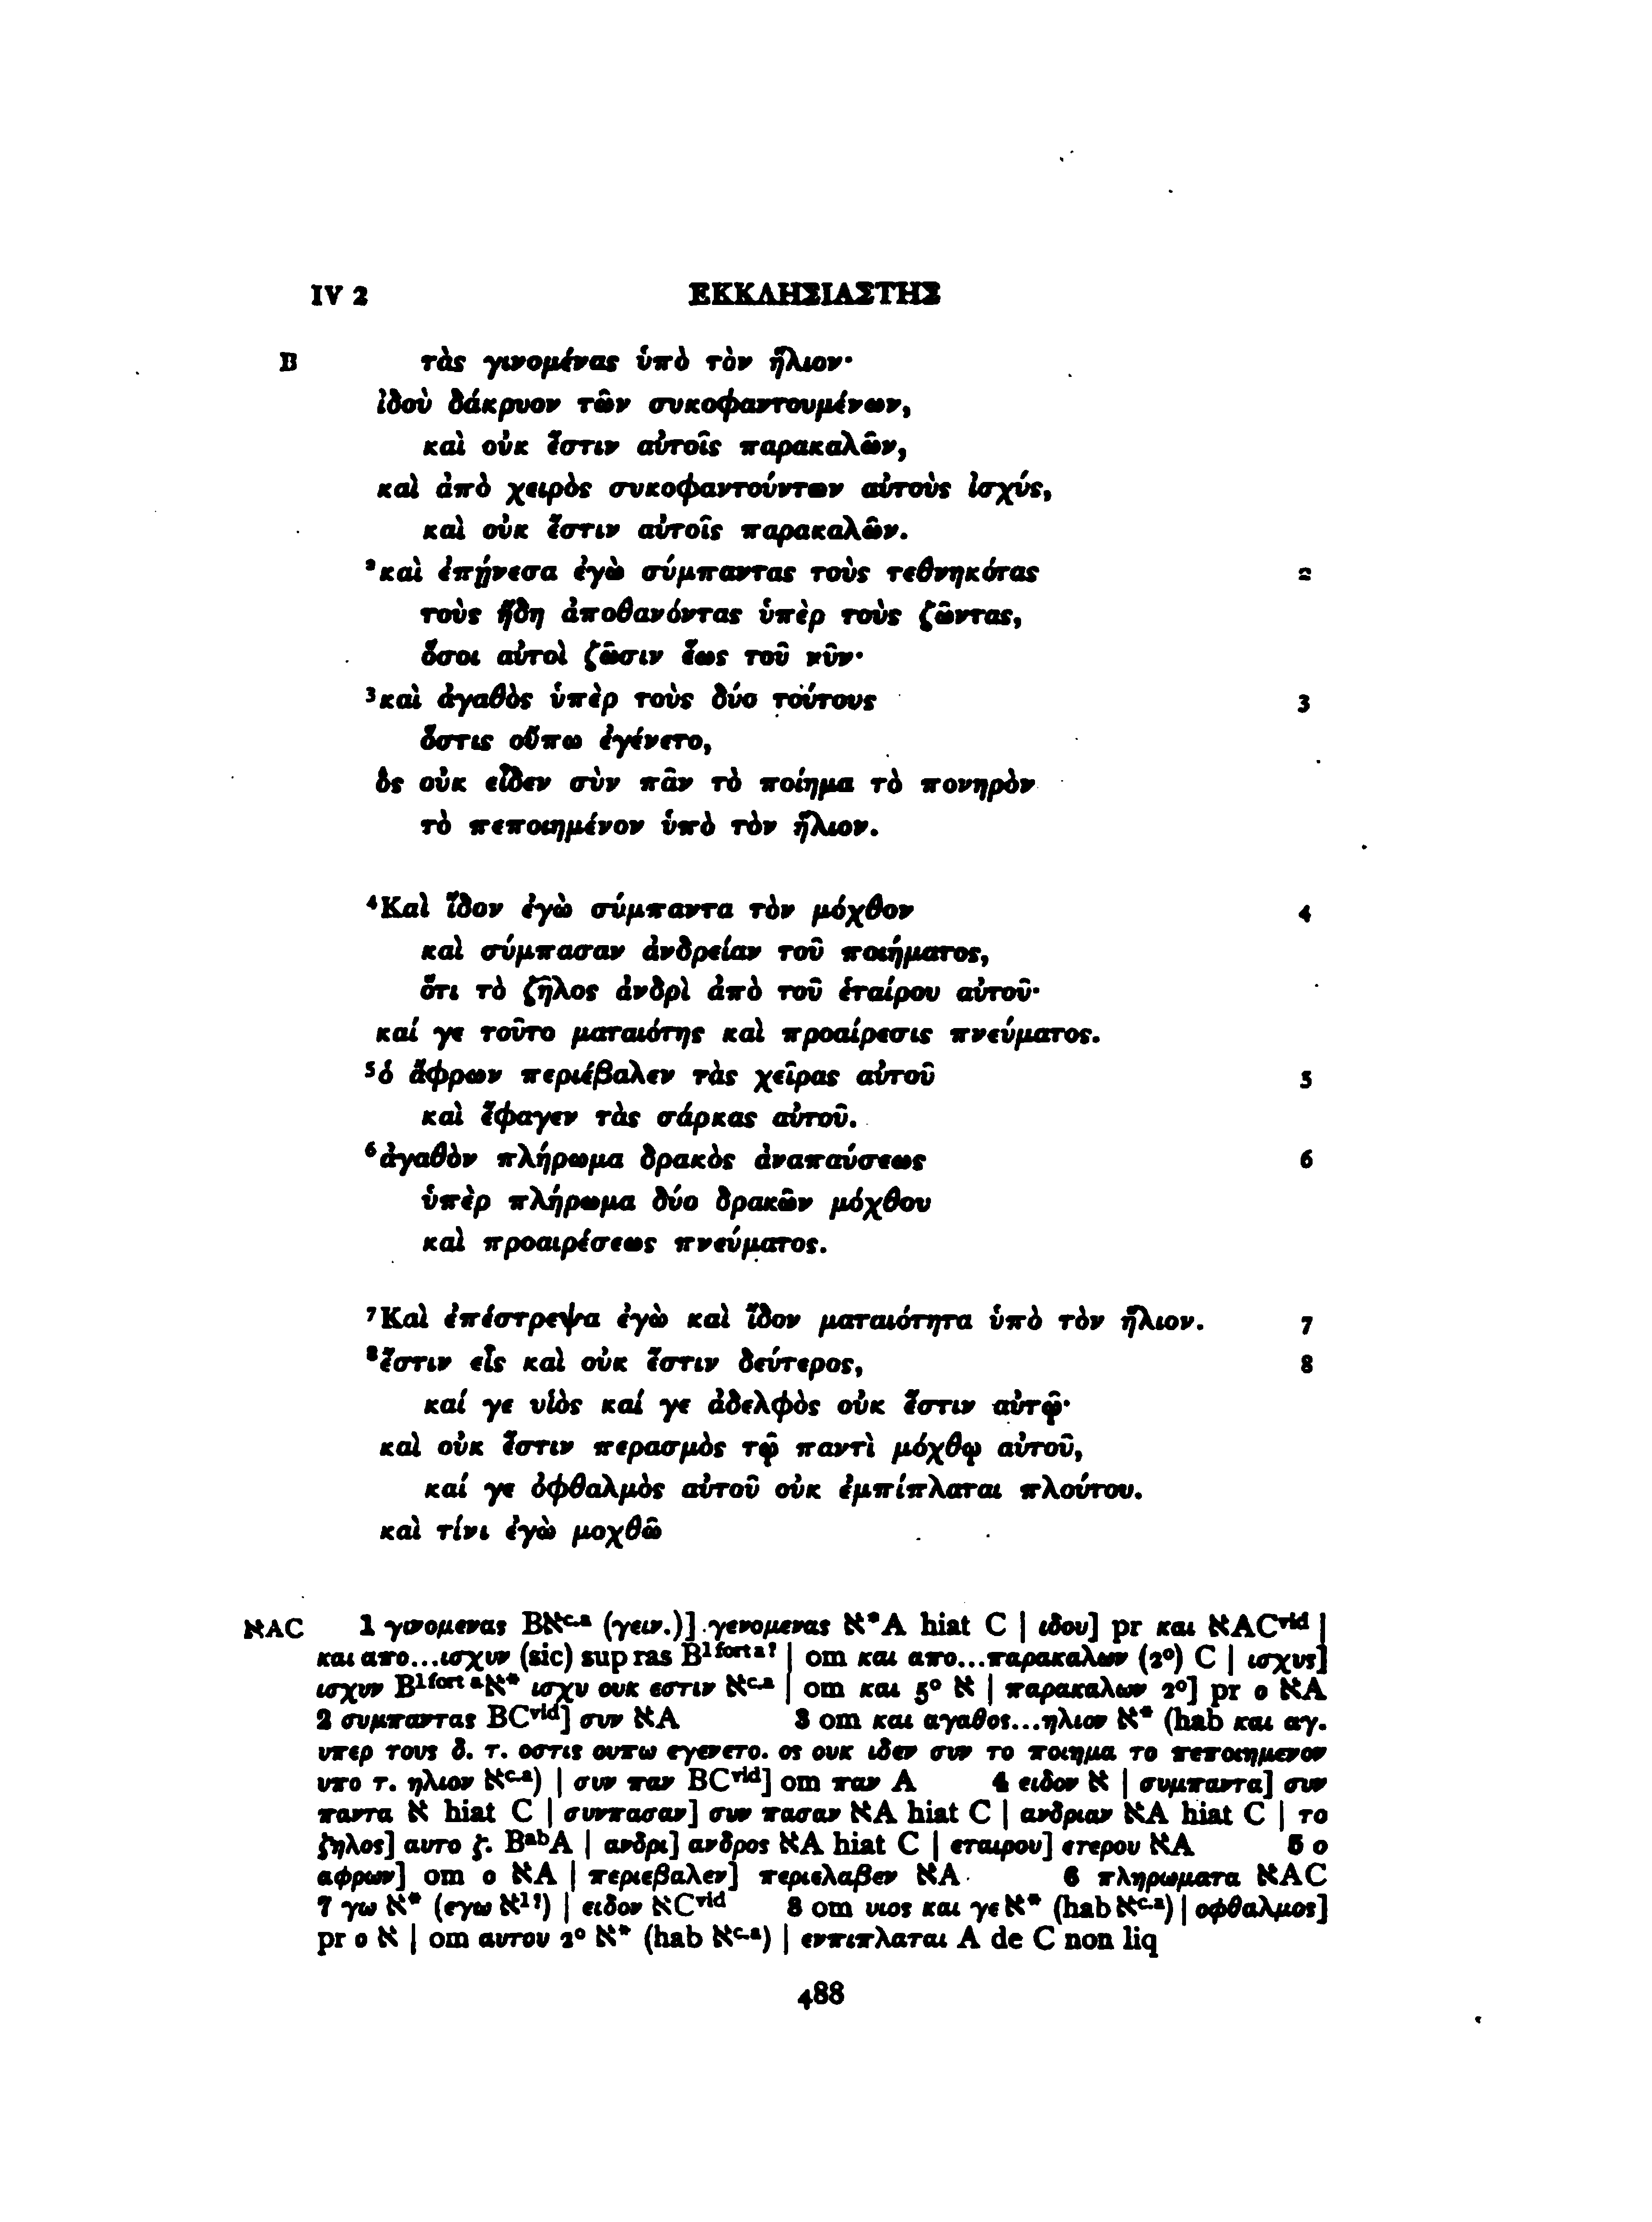 IV 2 ΕΚΚΛΗΣΙΑΣΤΗΣ
B τὰς γινομένας ὑπὸ τὸν ἥλιον·
ἰδοὺ δάκρυον τῶν συκοφαντουμένων,
καὶ οὐκ ἔστιν αὐτοῖς παρακαλῶν,
καὶ ἀπὸ χειρὸς συκοφαντούντων αὐτοὺς ἰσχύς,
καὶ οὐκ ἔστιν αὐτοῖς παρακαλῶν.
²καὶ ἐπῄνεσα ἐγὼ σύμπαντας τοὺς τεθνηκότας 2
τοὺς ἤδη ἀποθανόντας ὑπὲρ τοὺς ζῶντας,
ὅσοι αὐτοὶ ζῶσιν ἕως τοῦ νῦν·
³καὶ ἀγαθὸς ὑπὲρ τοὺς δύο τούτους 3
ὅστις οὔπω ἐγένετο,
ὃς οὐκ εἶδεν σὺν πᾶν τὸ ποίημα τὸ πονηρὸν
τὸ πεποιημένον ὑπὸ τὸν ἥλιον.
⁴Καὶ ἴδον ἐγὼ σύμπαντα τὸν μόχθον 4
καὶ σύμπασαν ἀνδρείαν τοῦ ποιήματος,
ὅτι τὸ ζῆλος ἀνδρὶ ἀπὸ τοῦ ἑταίρου αὐτοῦ·
καί γε τοῦτο ματαιότης καὶ προαίρεσις πνεύματος.
⁵ὁ ἄφρων περιέβαλεν τὰς χεῖρας αὐτοῦ 5
καὶ ἔφαγεν τὰς σάρκας αὐτοῦ.
⁶ἀγαθὸν πλήρωμα δρακὸς ἀναπαύσεως 6
ὑπὲρ πλήρωμα δύο δρακῶν μόχθου
καὶ προαιρέσεως πνεύματος.
⁷Καὶ ἐπέστρεψα ἐγὼ καὶ ἴδον ματαιότητα ὑπὸ τὸν ἥλιον. 7
⁸ἔστιν εἷς καὶ οὐκ ἔστιν δεύτερος, 8
καί γε υἱὸς καί γε ἀδελφὸς οὐκ ἔστιν αὐτῷ·
καὶ οὐκ ἔστιν περασμὸς τῷ παντὶ μόχθῳ αὐτοῦ,
καί γε ὀφθαλμὸς αὐτοῦ οὐκ ἐμπίπλαται πλούτου.
καὶ τίνι ἐγὼ μοχθῶ
אAC 1 γινομενας Bא^c.a (γειν.)] γενομενας א*A hiat C | ιδου] pr και אAC^vid |
και απο...ισχυν (sic) sup ras B^1 fort a? | om και απο...παρακαλων (2°) C | ισχυς]
ισχυν B^1 fort a א* ισχυ ουκ εστιν א^c.a | om και 5° א | παρακαλων 2°] pr ο אA
2 συμπαντας BC^vid] συν אA 3 om και αγαθος...ηλιον א* (hab και αγ.
υπερ τους δ. τ. οστις ουπω εγενετο. ος ουκ ιδεν συν το ποιημα το πεποιημενον
υπο τ. ηλιον א^c.a) | συν παν BC^vid] om παν A 4 ειδον א | συμπαντα] συν
παντα א hiat C | συνπασαν] συν πασαν אA hiat C | ανδριαν אA hiat C | το
ζηλος] αυτο ζ. B^ab A | ανδρι] ανδρος אA hiat C | εταιρου] ετερου אA 5 ο
αφρων] om ο אA | περιεβαλεν] περιελαβεν אA 6 πληρωματα אAC
7 γω א* (εγω א^1?) | ειδον אC^vid 8 om υιος και γε א* (hab א^c.a) | οφθαλμος]
pr ο א | om αυτου 2° א* (hab א^c.a) | ενπιπλαται A de C non liq
488